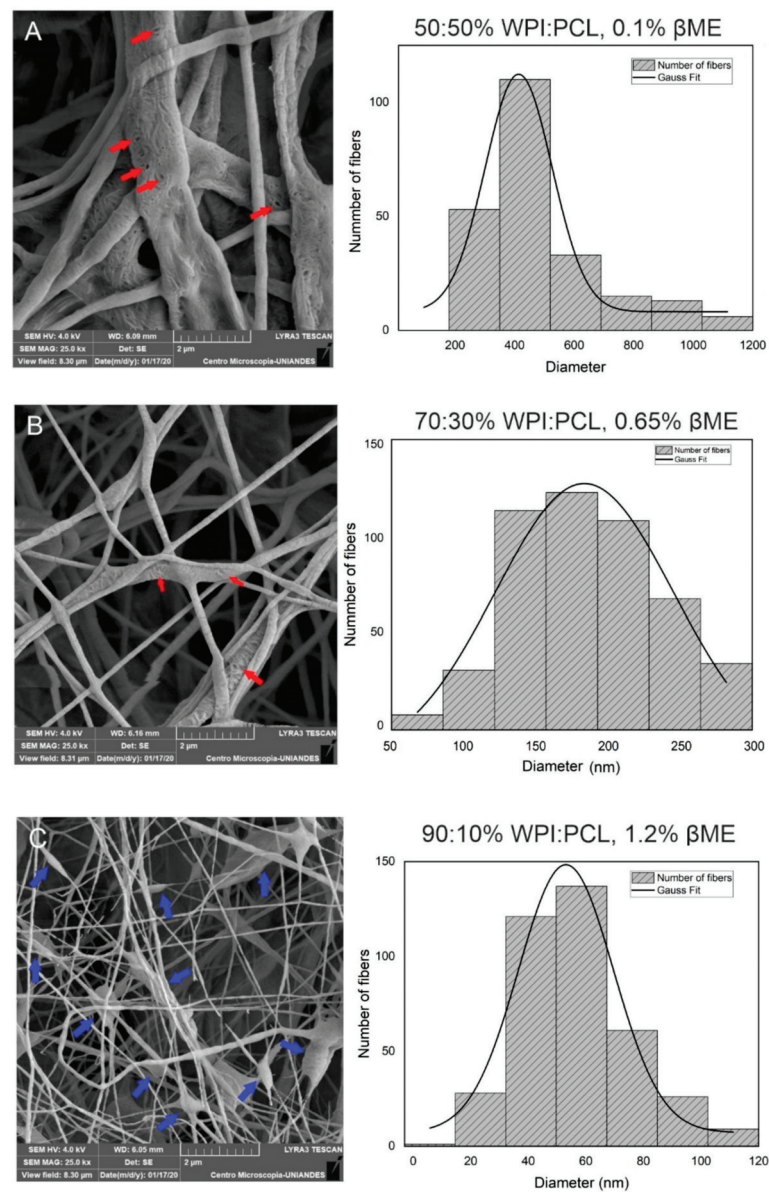 A
SEM HV: 4.0 kV WD: 6.09 mm LYRA3 TESCAN
SEM MAG: 25.0 kx Det: SE 2 µm
View field: 8.30 µm Date(m/d/y): 01/17/20 Centro Microscopia-UNIANDES
50:50% WPI:PCL, 0.1% βME
Number of fibers
Gauss Fit
Nummber of fibers
100
50
0
200 400 600 800 1000 1200
Diameter
B
SEM HV: 4.0 kV WD: 6.16 mm LYRA3 TESCAN
SEM MAG: 25.0 kx Det: SE 2 µm
View field: 8.31 µm Date(m/d/y): 01/17/20 Centro Microscopia-UNIANDES
70:30% WPI:PCL, 0.65% βME
Number of fibers
Gauss Fit
Nummber of fibers
150
100
50
0
50 100 150 200 250 300
Diameter (nm)
C
SEM HV: 4.0 kV WD: 6.05 mm LYRA3 TESCAN
SEM MAG: 25.0 kx Det: SE 2 µm
View field: 8.30 µm Date(m/d/y): 01/17/20 Centro Microscopia-UNIANDES
90:10% WPI:PCL, 1.2% βME
Number of fibers
Gauss Fit
Number of fibers
150
100
50
0
0 20 40 60 80 100 120
Diameter (nm)